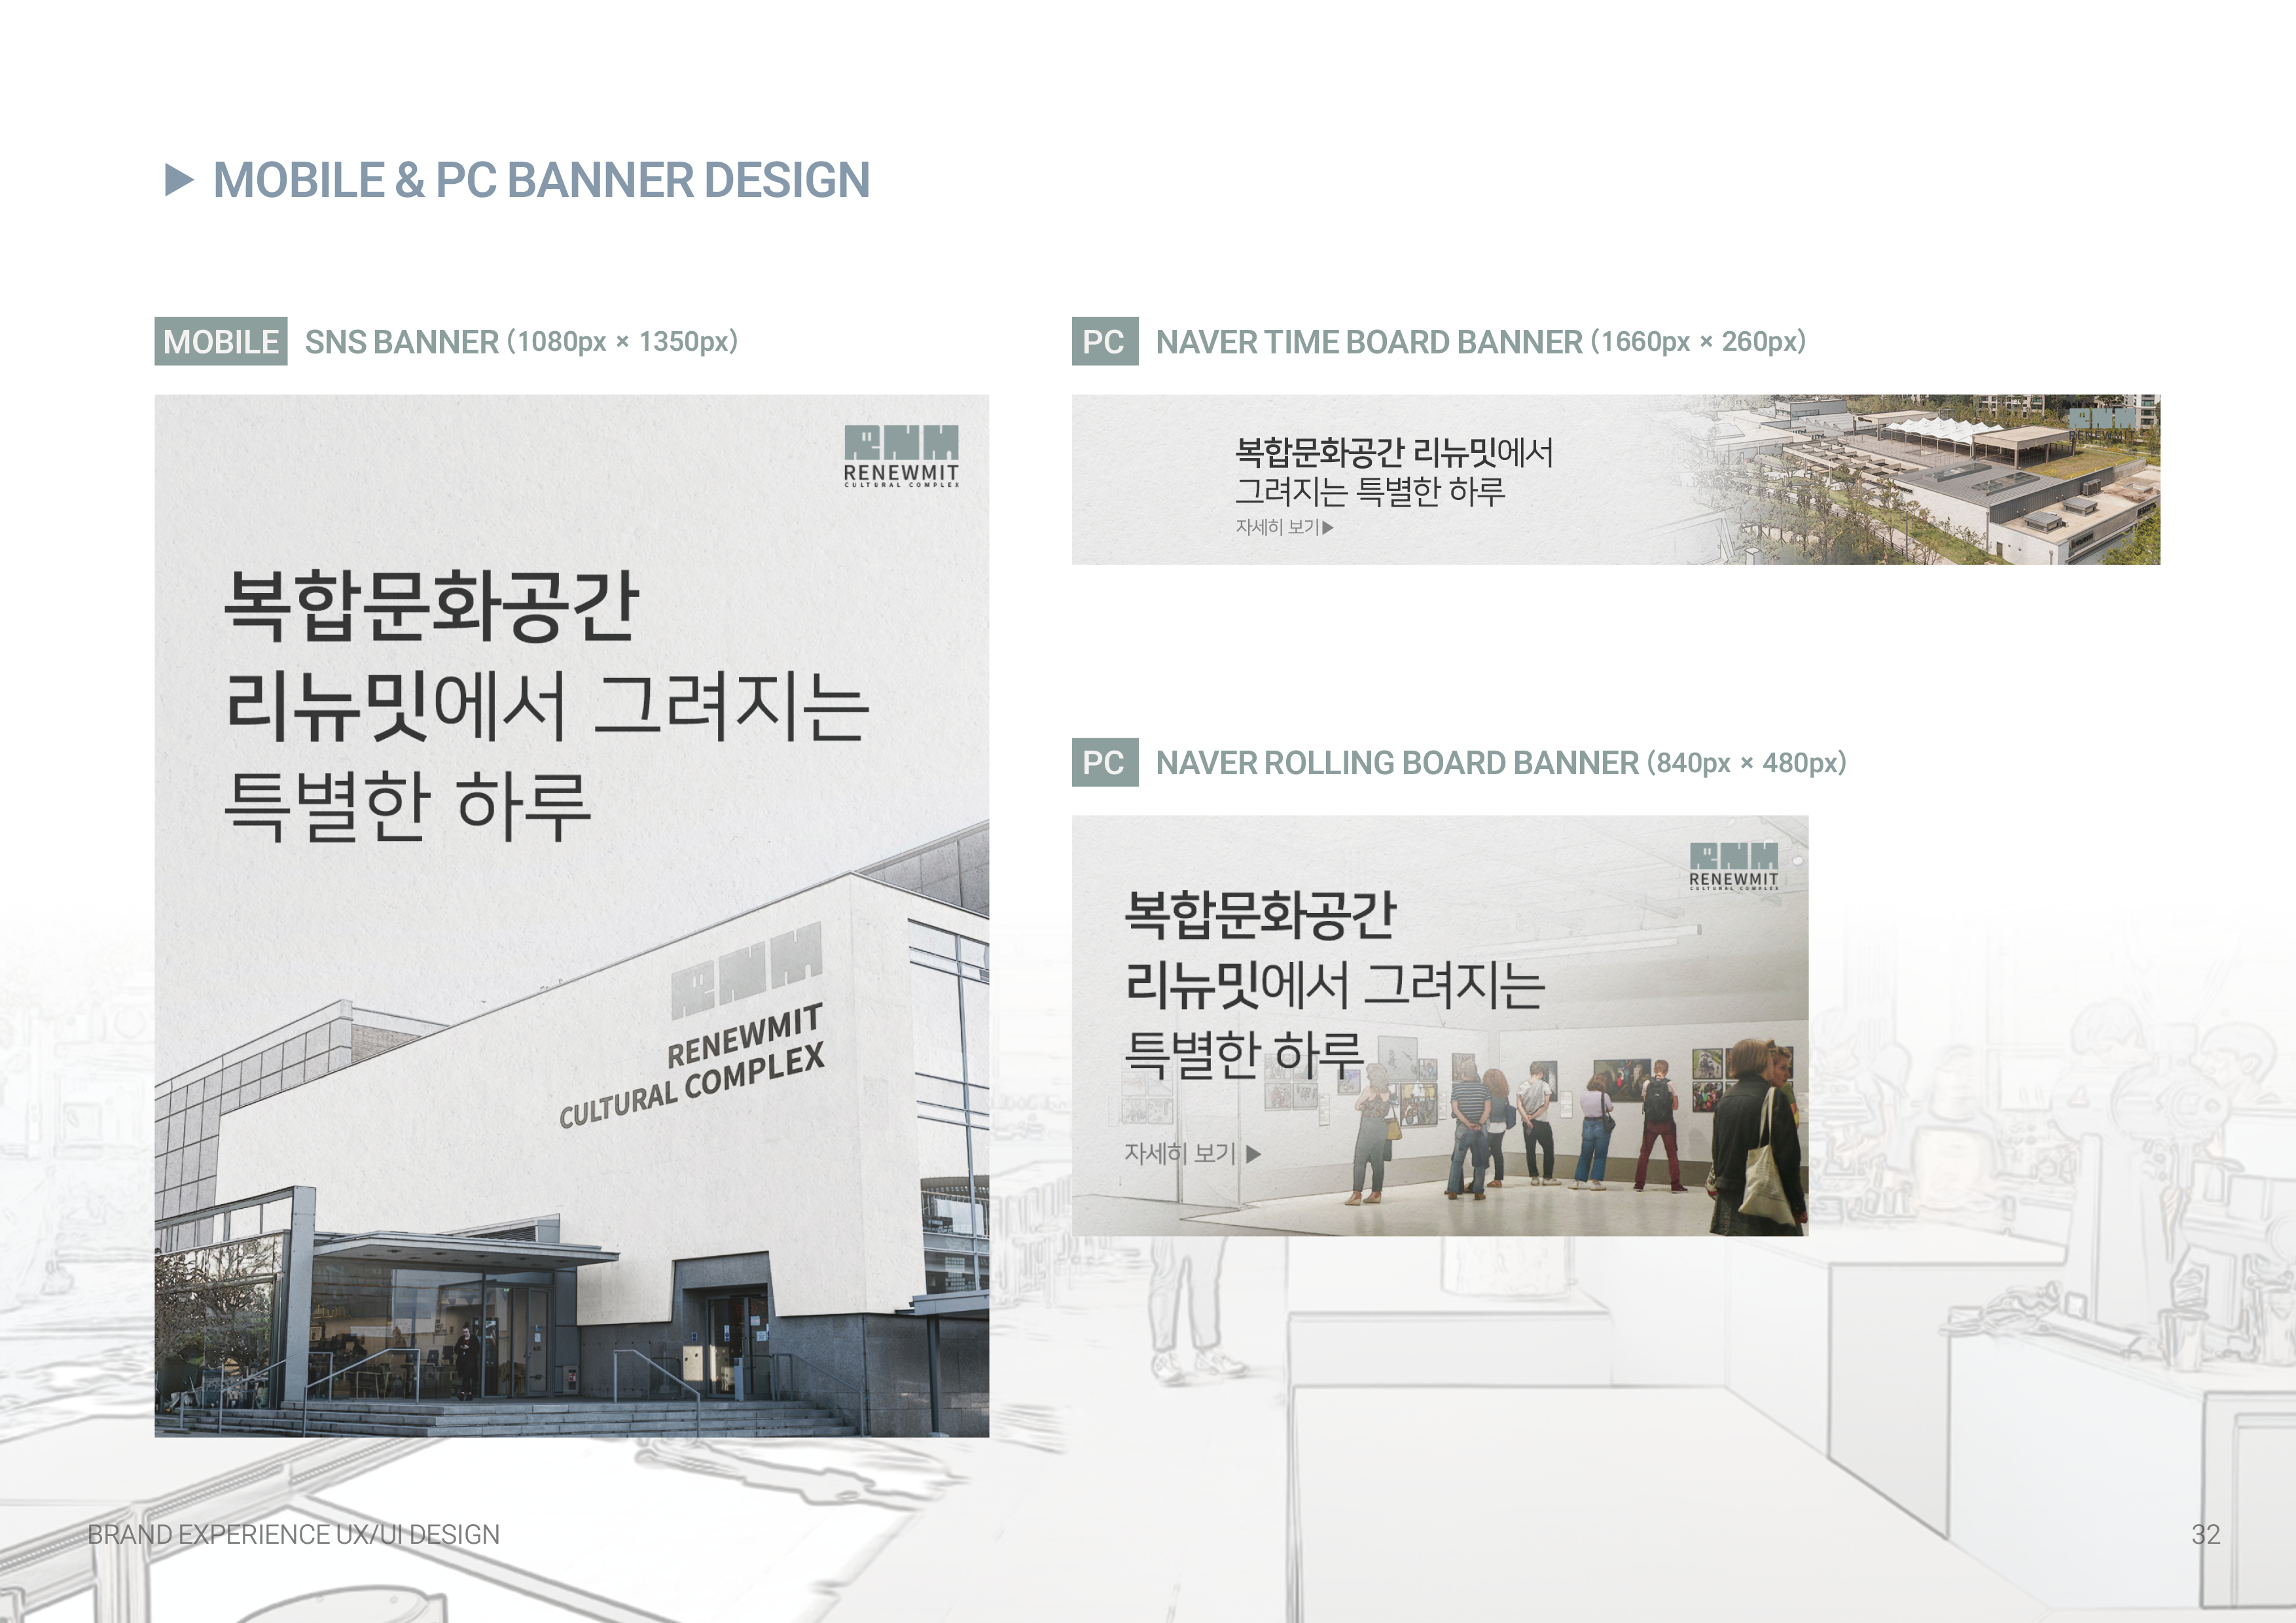 ▶ MOBILE & PC BANNER DESIGN
MOBILE SNS BANNER (1080px × 1350px)
RNM
RENEWMIT
CULTURAL COMPLEX
복합문화공간
리뉴밋에서 그려지는
특별한 하루
RNM
RENEWMIT
CULTURAL COMPLEX
PC NAVER TIME BOARD BANNER (1660px × 260px)
복합문화공간 리뉴밋에서
그려지는 특별한 하루
자세히 보기▶
RNM
RENEWMIT
PC NAVER ROLLING BOARD BANNER (840px × 480px)
RNM
RENEWMIT
CULTURAL COMPLEX
복합문화공간
리뉴밋에서 그려지는
특별한 하루
자세히 보기 ▶
BRAND EXPERIENCE UX/UI DESIGN
32